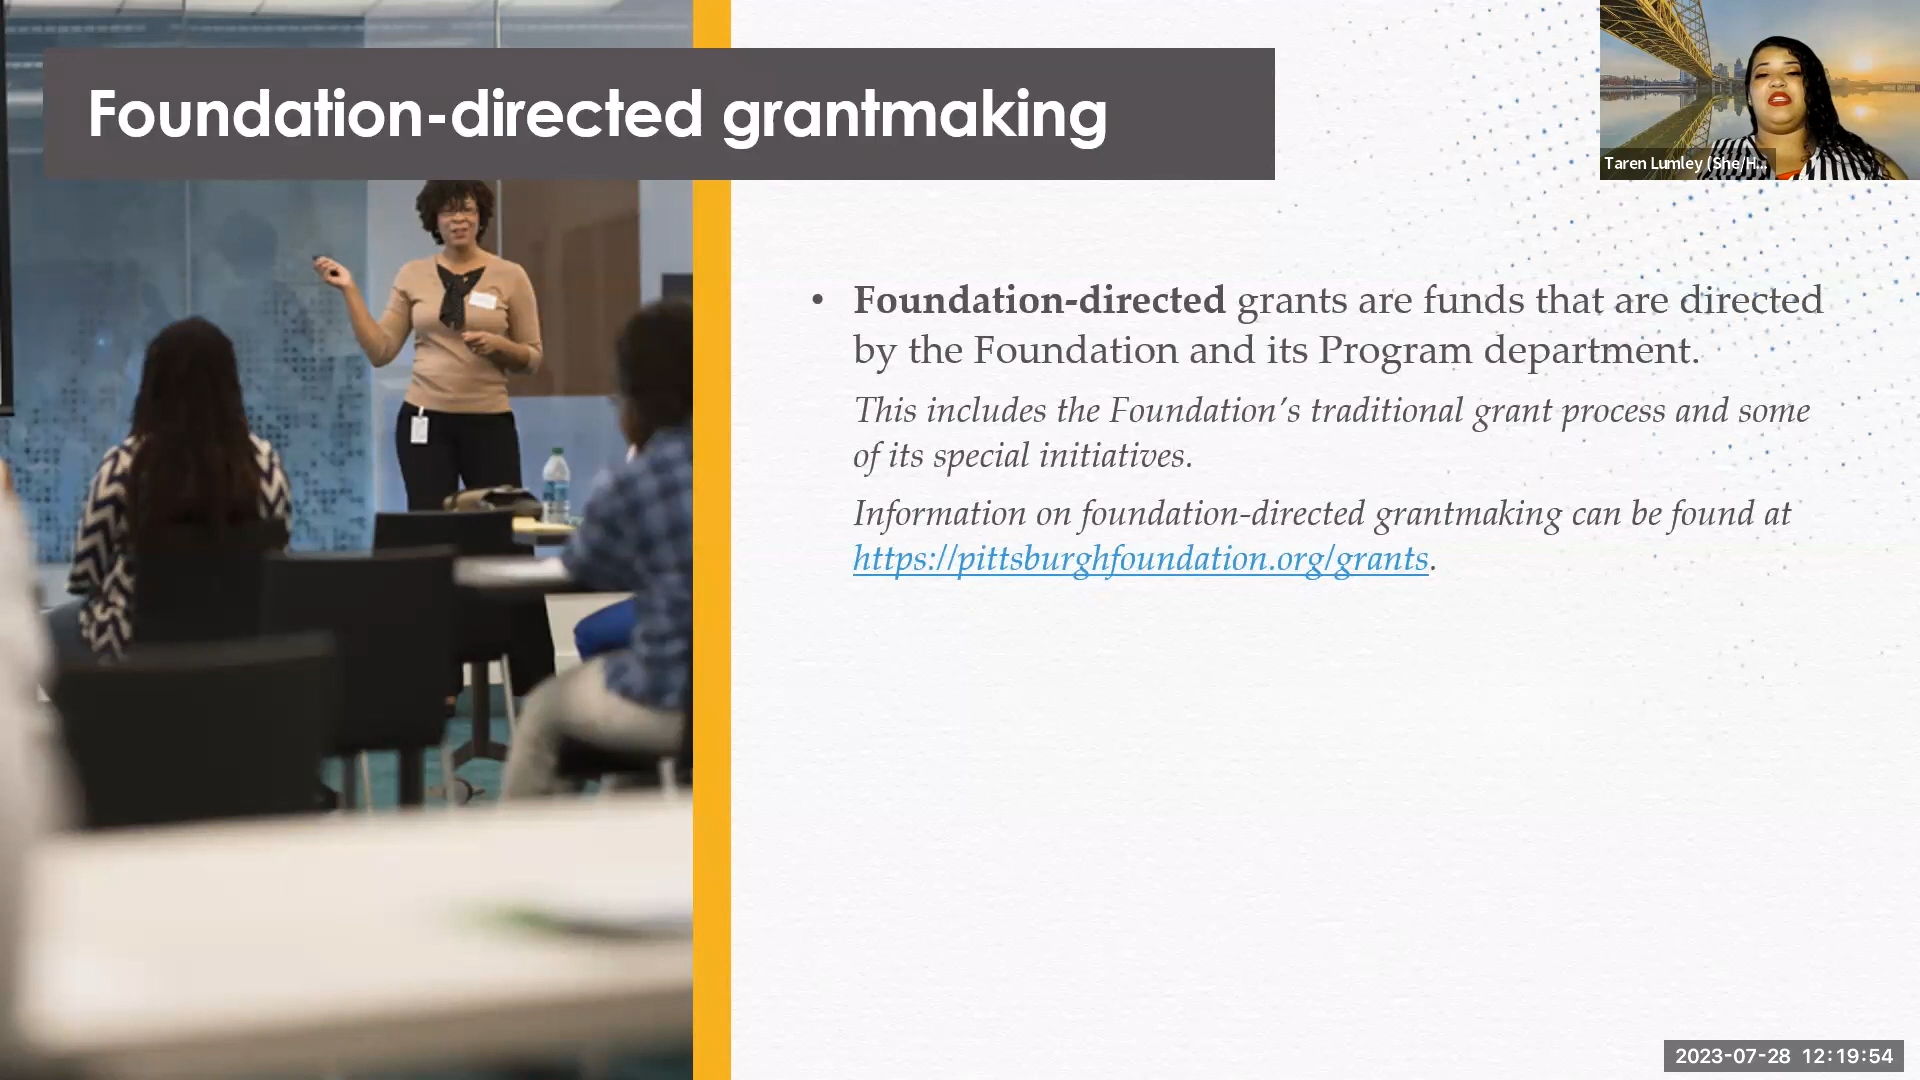 Foundation-directed grantmaking
Taren Lumley (She/H...
• Foundation-directed grants are funds that are directed
by the Foundation and its Program department.
This includes the Foundation’s traditional grant process and some
of its special initiatives.
Information on foundation-directed grantmaking can be found at
https://pittsburghfoundation.org/grants.
2023-07-28 12:19:54